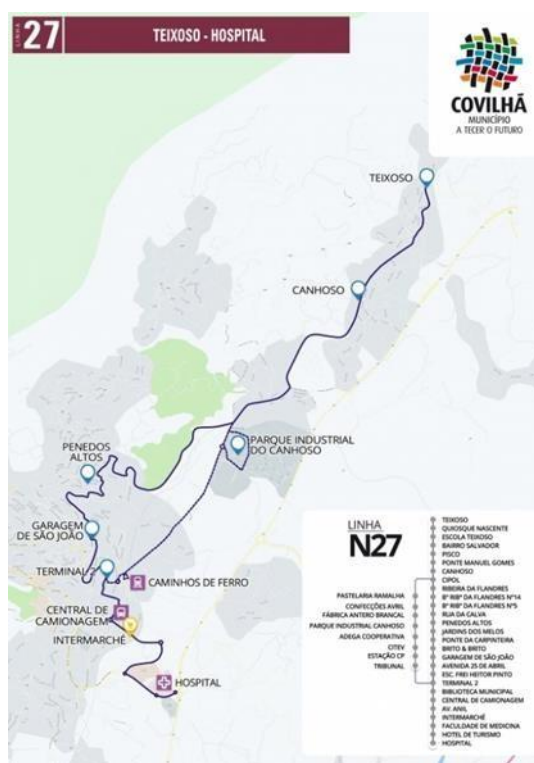 LINHA
27
TEIXOSO - HOSPITAL
COVILHÃ
MUNICÍPIO
A TECER O FUTURO
TEIXOSO
CANHOSO
PARQUE INDUSTRIAL
DO CANHOSO
PENEDOS
ALTOS
GARAGEM
DE SÃO JOÃO
TERMINAL 2
CAMINHOS DE FERRO
CENTRAL DE
CAMIONAGEM
INTERMARCHÉ
HOSPITAL
LINHA
N27
PASTELARIA RAMALHA
CONFECÇÕES AVRIL
FÁBRICA ANTERO BRANCAL
PARQUE INDUSTRIAL CANHOSO
ADEGA COOPERATIVA
CITEV
ESTAÇÃO CP
TRIBUNAL
TEIXOSO
QUIOSQUE NASCENTE
ESCOLA TEIXOSO
BAIRRO SALVADOR
PISCO
PONTE MANUEL GOMES
CANHOSO
CIPOL
RIBEIRA DA FLANDRES
Bº RIBª DA FLANDRES Nº14
Bº RIBª DA FLANDRES Nº5
RUA DA CALVA
PENEDOS ALTOS
JARDINS DOS MELOS
PONTE DA CARPINTEIRA
BRITO & BRITO
GARAGEM DE SÃO JOÃO
AVENIDA 25 DE ABRIL
ESC. FREI HEITOR PINTO
TERMINAL 2
BIBLIOTECA MUNICIPAL
CENTRAL DE CAMIONAGEM
AV. ANIL
INTERMARCHÉ
FACULDADE DE MEDICINA
HOTEL DE TURISMO
HOSPITAL